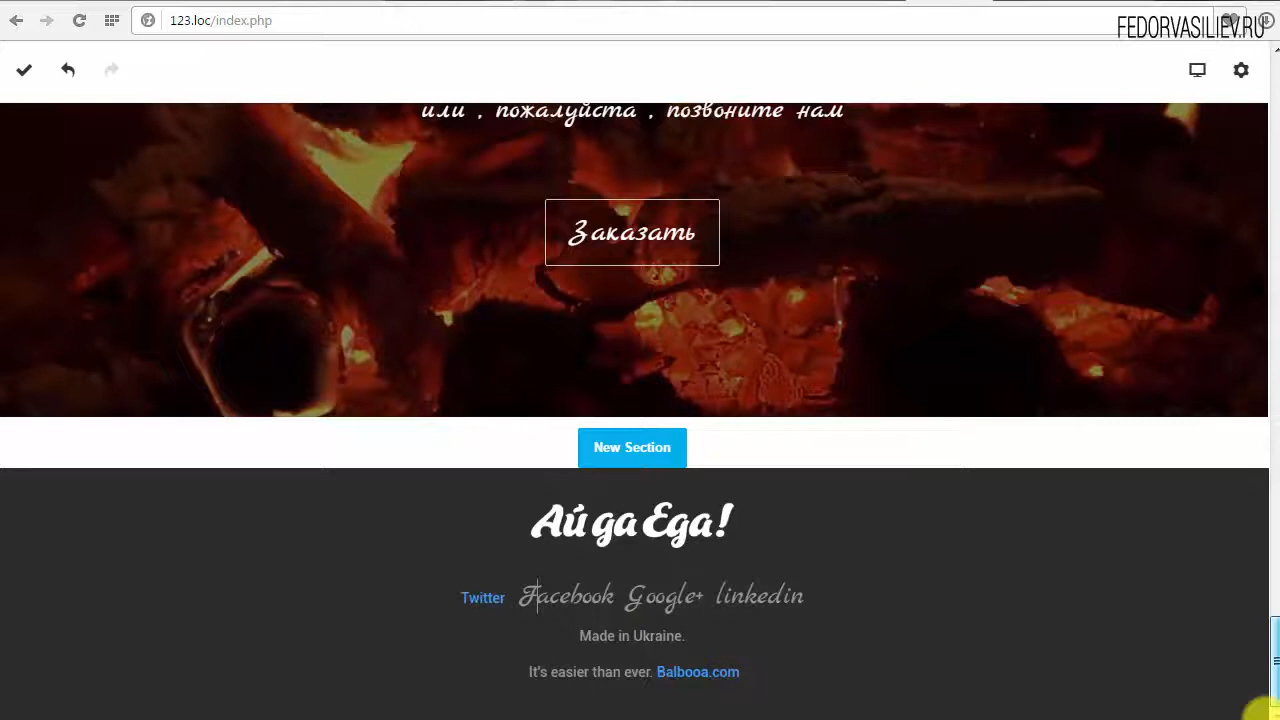 123.loc/index.php
FEDORVASILIEV.RU
или , пожалуйста , позвоните нам
Заказать
New Section
Ай да Еда!
Twitter Facebook Google+ linkedin
Made in Ukraine.
It's easier than ever. Balbooa.com